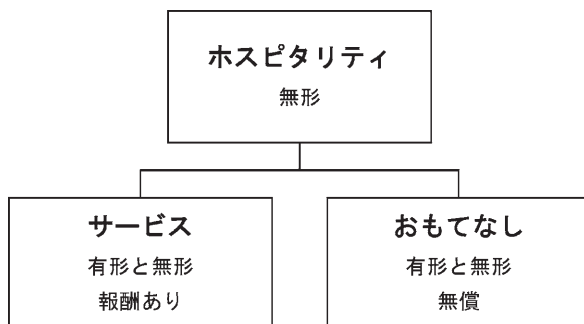 ホスピタリティ
無形
サービス
有形と無形
報酬あり
おもてなし
有形と無形
無償